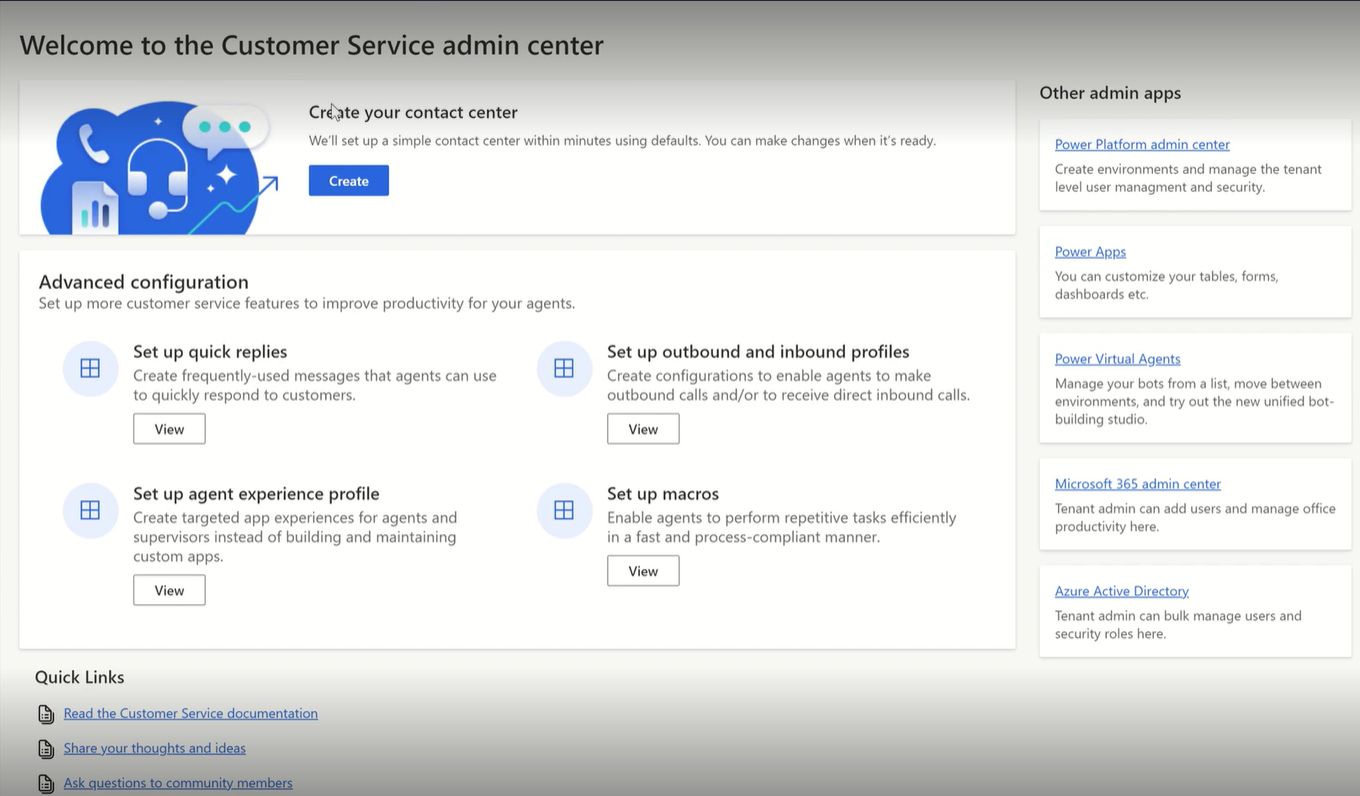 Welcome to the Customer Service admin center
Create your contact center
We'll set up a simple contact center within minutes using defaults. You can make changes when it's ready.
Create
Advanced configuration
Set up more customer service features to improve productivity for your agents.
Set up quick replies
Create frequently-used messages that agents can use
to quickly respond to customers.
View
Set up outbound and inbound profiles
Create configurations to enable agents to make
outbound calls and/or to receive direct inbound calls.
View
Set up agent experience profile
Create targeted app experiences for agents and
supervisors instead of building and maintaining
custom apps.
View
Set up macros
Enable agents to perform repetitive tasks efficiently
in a fast and process-compliant manner.
View
Quick Links
Read the Customer Service documentation
Share your thoughts and ideas
Ask questions to community members
Other admin apps
Power Platform admin center
Create environments and manage the tenant
level user managment and security.
Power Apps
You can customize your tables, forms,
dashboards etc.
Power Virtual Agents
Manage your bots from a list, move between
environments, and try out the new unified bot-
building studio.
Microsoft 365 admin center
Tenant admin can add users and manage office
productivity here.
Azure Active Directory
Tenant admin can bulk manage users and
security roles here.